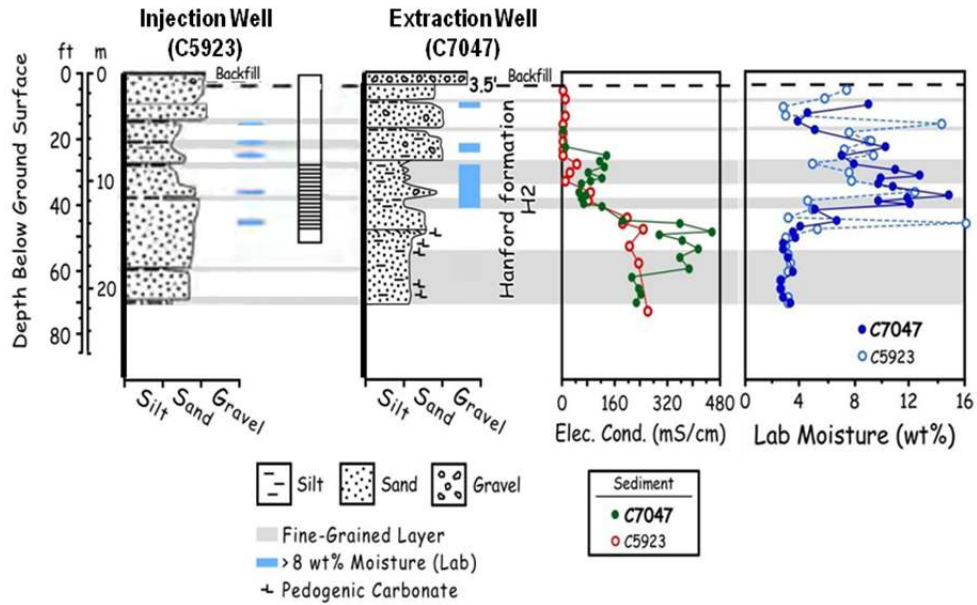 Injection Well
(C5923)
Extraction Well
(C7047)
ft
m
Depth Below Ground Surface
0
20
40
60
80
0
10
20
Backfill
3.5'
Backfill
Hanford formation
H2
Silt
Sand
Gravel
Silt
Sand
Gravel
0
160
320
480
Elec. Cond. (mS/cm)
C7047
C5923
0
4
8
12
16
Lab Moisture (wt%)
Silt
Sand
Gravel
Fine-Grained Layer
>8 wt% Moisture (Lab)
Pedogenic Carbonate
Sediment
C7047
C5923